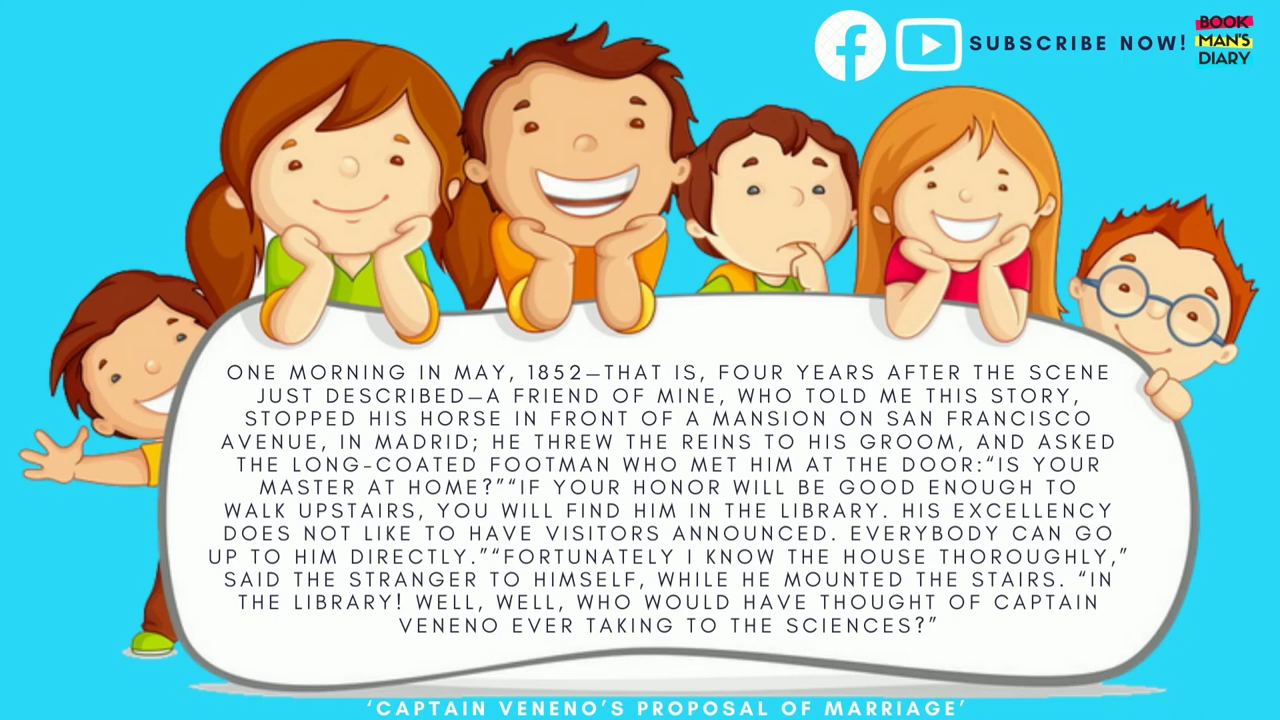 SUBSCRIBE NOW!
BOOK
MAN'S
DIARY
ONE MORNING IN MAY, 1852—THAT IS, FOUR YEARS AFTER THE SCENE
JUST DESCRIBED—A FRIEND OF MINE, WHO TOLD ME THIS STORY,
STOPPED HIS HORSE IN FRONT OF A MANSION ON SAN FRANCISCO
AVENUE, IN MADRID; HE THREW THE REINS TO HIS GROOM, AND ASKED
THE LONG-COATED FOOTMAN WHO MET HIM AT THE DOOR:“IS YOUR
MASTER AT HOME?”“IF YOUR HONOR WILL BE GOOD ENOUGH TO
WALK UPSTAIRS, YOU WILL FIND HIM IN THE LIBRARY. HIS EXCELLENCY
DOES NOT LIKE TO HAVE VISITORS ANNOUNCED. EVERYBODY CAN GO
UP TO HIM DIRECTLY.”“FORTUNATELY I KNOW THE HOUSE THOROUGHLY,”
SAID THE STRANGER TO HIMSELF, WHILE HE MOUNTED THE STAIRS. “IN
THE LIBRARY! WELL, WELL, WHO WOULD HAVE THOUGHT OF CAPTAIN
VENENO EVER TAKING TO THE SCIENCES?”
‘CAPTAIN VENENO’S PROPOSAL OF MARRIAGE’